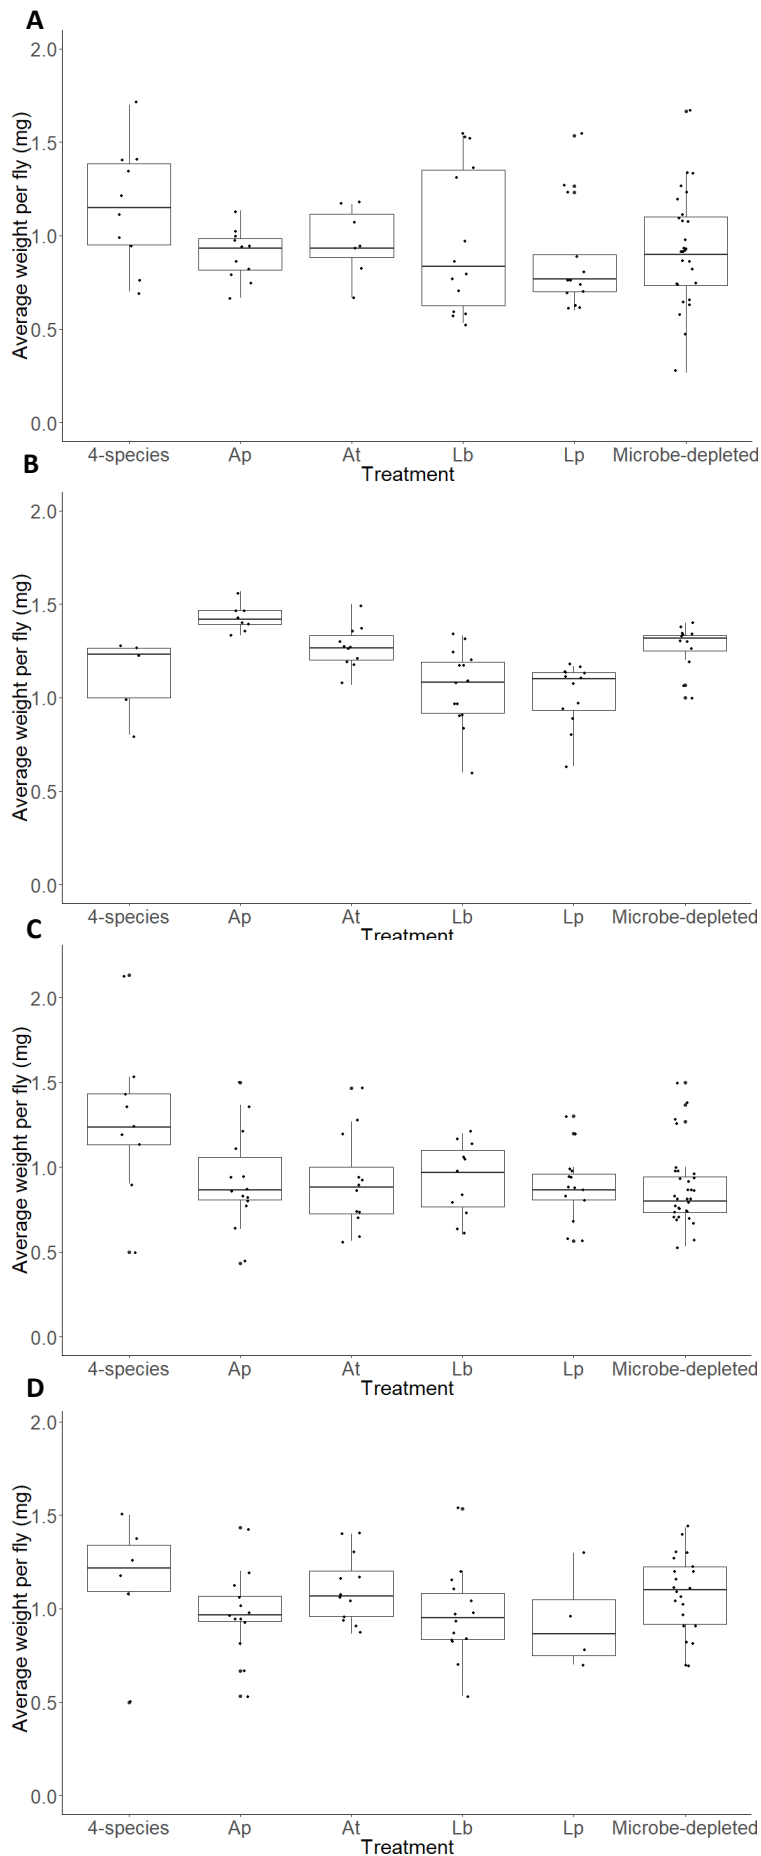 A
Average weight per fly (mg)
2.0
1.5
1.0
0.5
0.0
4-species Ap At Lb Lp Microbe-depleted
Treatment
B
Average weight per fly (mg)
2.0
1.5
1.0
0.5
0.0
4-species Ap At Lb Lp Microbe-depleted
Treatment
C
Average weight per fly (mg)
2.0
1.5
1.0
0.5
0.0
4-species Ap At Lb Lp Microbe-depleted
Treatment
D
Average weight per fly (mg)
2.0
1.5
1.0
0.5
0.0
4-species Ap At Lb Lp Microbe-depleted
Treatment